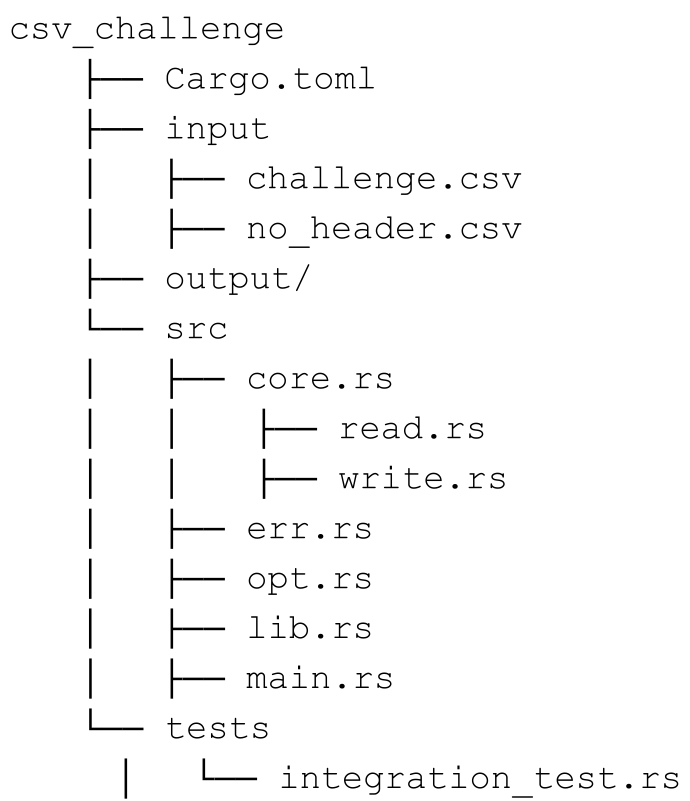 csv_challenge
├── Cargo.toml
├── input
│   ├── challenge.csv
│   ├── no_header.csv
├── output/
└── src
│   ├── core.rs
│   │   ├── read.rs
│   │   ├── write.rs
│   ├── err.rs
│   ├── opt.rs
│   ├── lib.rs
│   ├── main.rs
└── tests
│   └── integration_test.rs